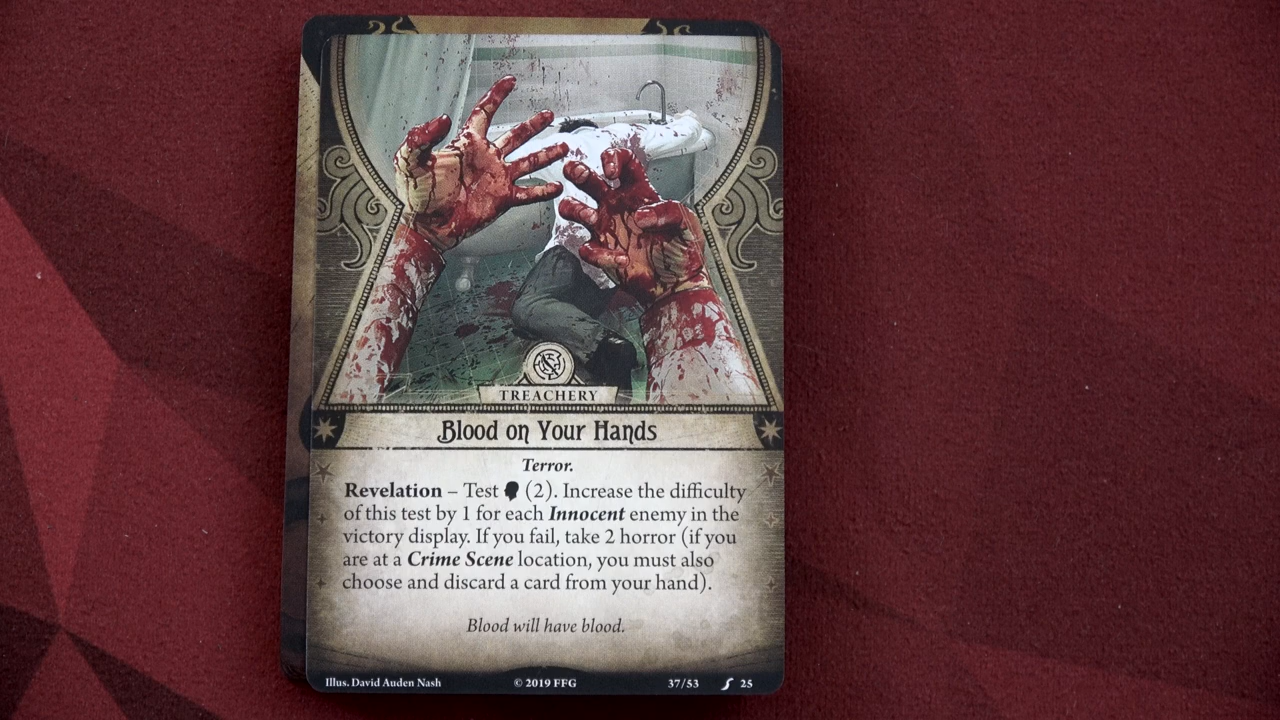 TREACHERY
Blood on Your Hands
Terror.
Revelation – Test (2). Increase the difficulty
of this test by 1 for each Innocent enemy in the
victory display. If you fail, take 2 horror (if you
are at a Crime Scene location, you must also
choose and discard a card from your hand).
Blood will have blood.
Illus. David Auden Nash © 2019 FFG 37/53 25